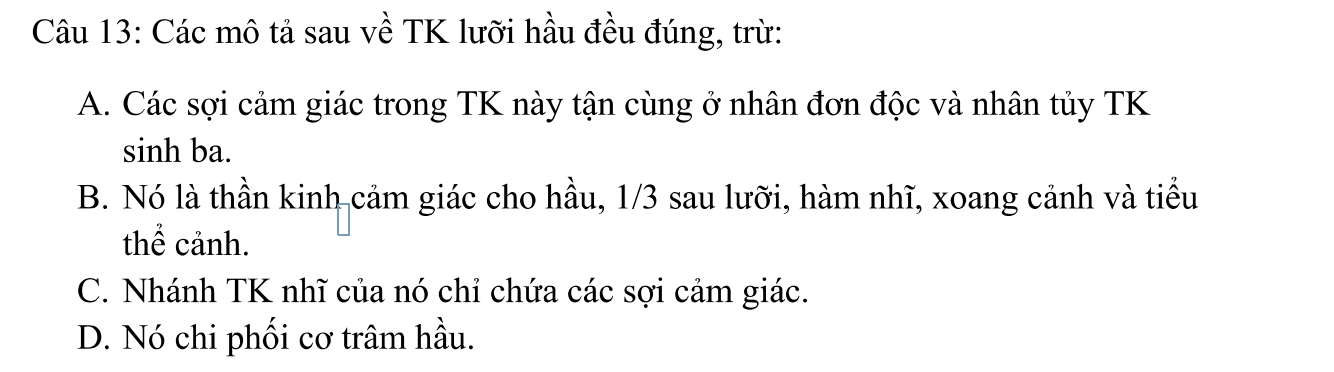 Câu 13: Các mô tả sau về TK lưỡi hầu đều đúng, trừ:
A. Các sợi cảm giác trong TK này tận cùng ở nhân đơn độc và nhân tủy TK
sinh ba.
B. Nó là thần kinh cảm giác cho hầu, 1/3 sau lưỡi, hàm nhĩ, xoang cảnh và tiểu
thể cảnh.
C. Nhánh TK nhĩ của nó chỉ chứa các sợi cảm giác.
D. Nó chi phối cơ trâm hầu.